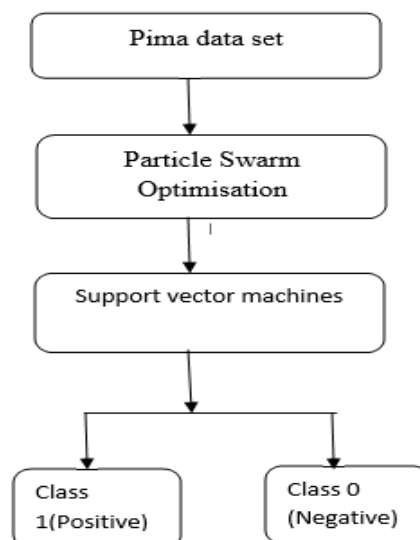 Pima data set
Particle Swarm
Optimisation
Support vector machines
Class
1(Positive)
Class 0
(Negative)